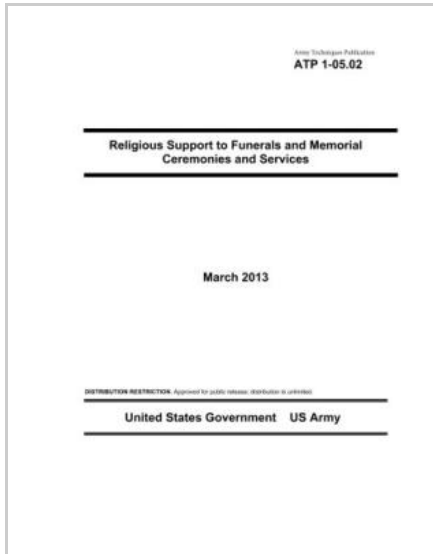 Army Techniques Publication
ATP 1-05.02
Religious Support to Funerals and Memorial
Ceremonies and Services
March 2013
DISTRIBUTION RESTRICTION: Approved for public release; distribution is unlimited.
United States Government US Army